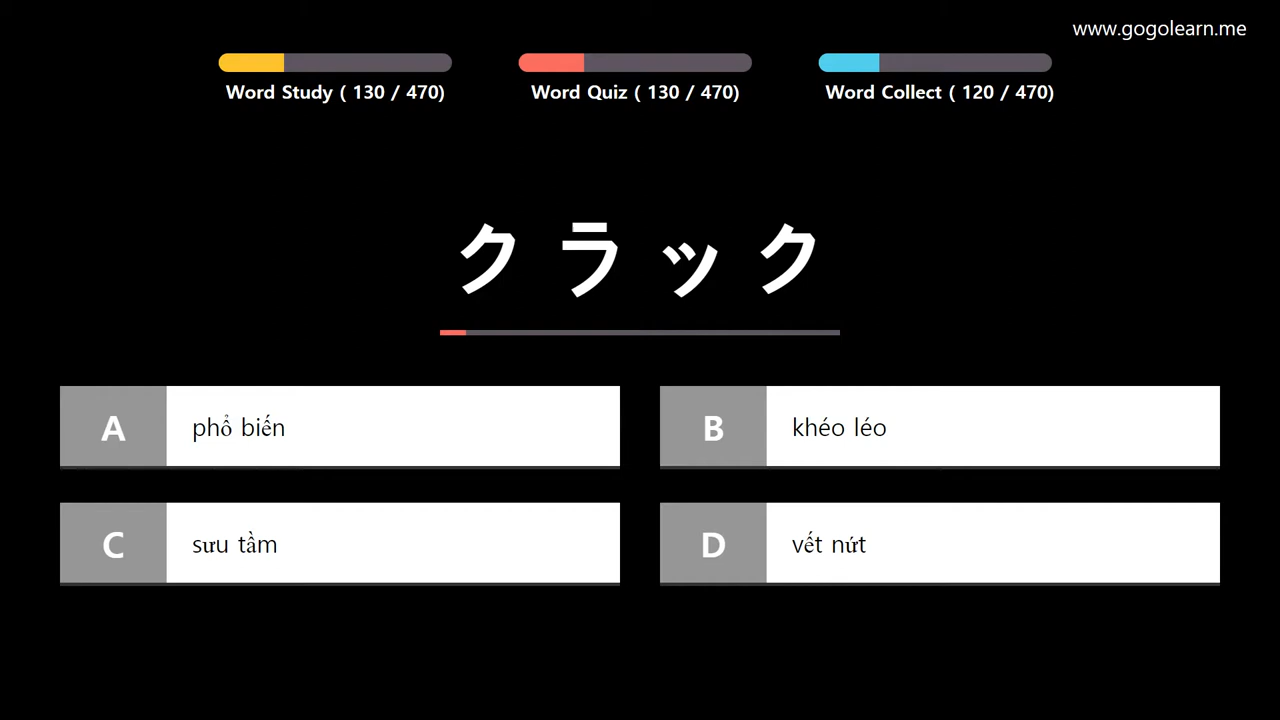 www.gogolearn.me
Word Study ( 130 / 470)
Word Quiz ( 130 / 470)
Word Collect ( 120 / 470)
クラック
A phổ biến
B khéo léo
C sưu tầm
D vết nứt